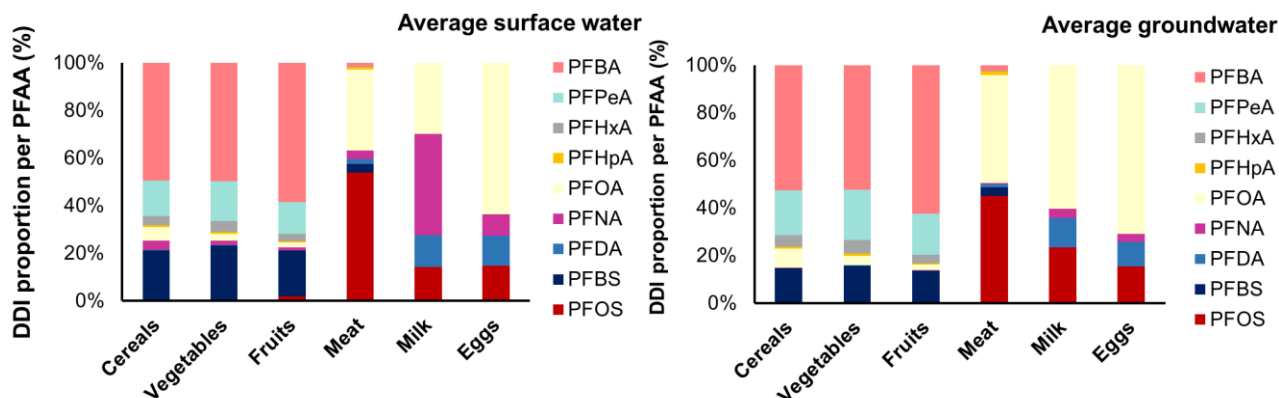 Average surface water
DDI proportion per PFAA (%)
100%
80%
60%
40%
20%
0%
Cereals
Vegetables
Fruits
Meat
Milk
Eggs
PFBA
PFPeA
PFHxA
PFHpA
PFOA
PFNA
PFDA
PFBS
PFOS
Average groundwater
DDI proportion per PFAA (%)
100%
80%
60%
40%
20%
0%
Cereals
Vegetables
Fruits
Meat
Milk
Eggs
PFBA
PFPeA
PFHxA
PFHpA
PFOA
PFNA
PFDA
PFBS
PFOS